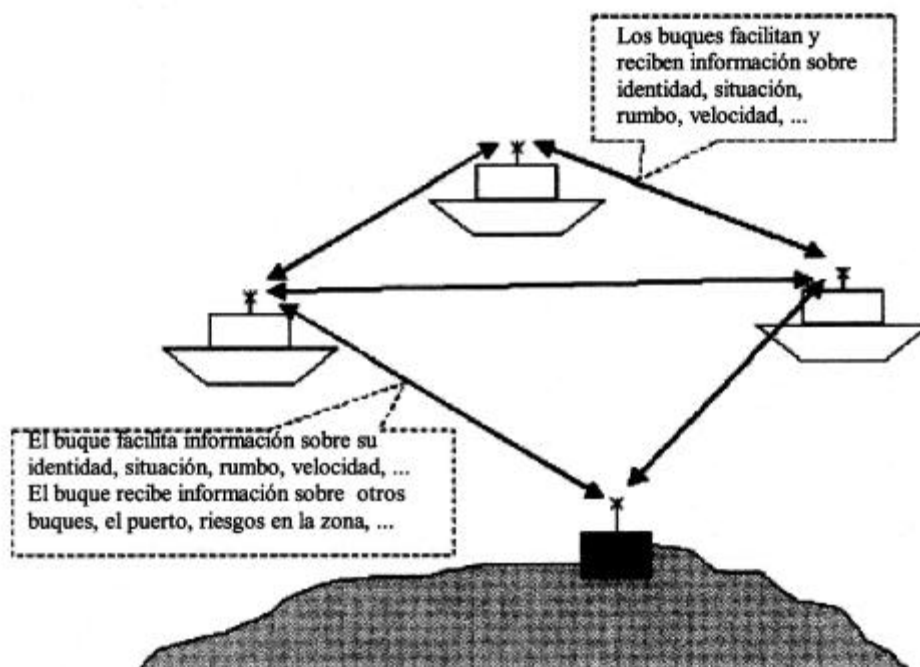 Los buques facilitan y
reciben información sobre
identidad, situación,
rumbo, velocidad, ...
El buque facilita información sobre su
identidad, situación, rumbo, velocidad, ...
El buque recibe información sobre otros
buques, el puerto, riesgos en la zona, ...